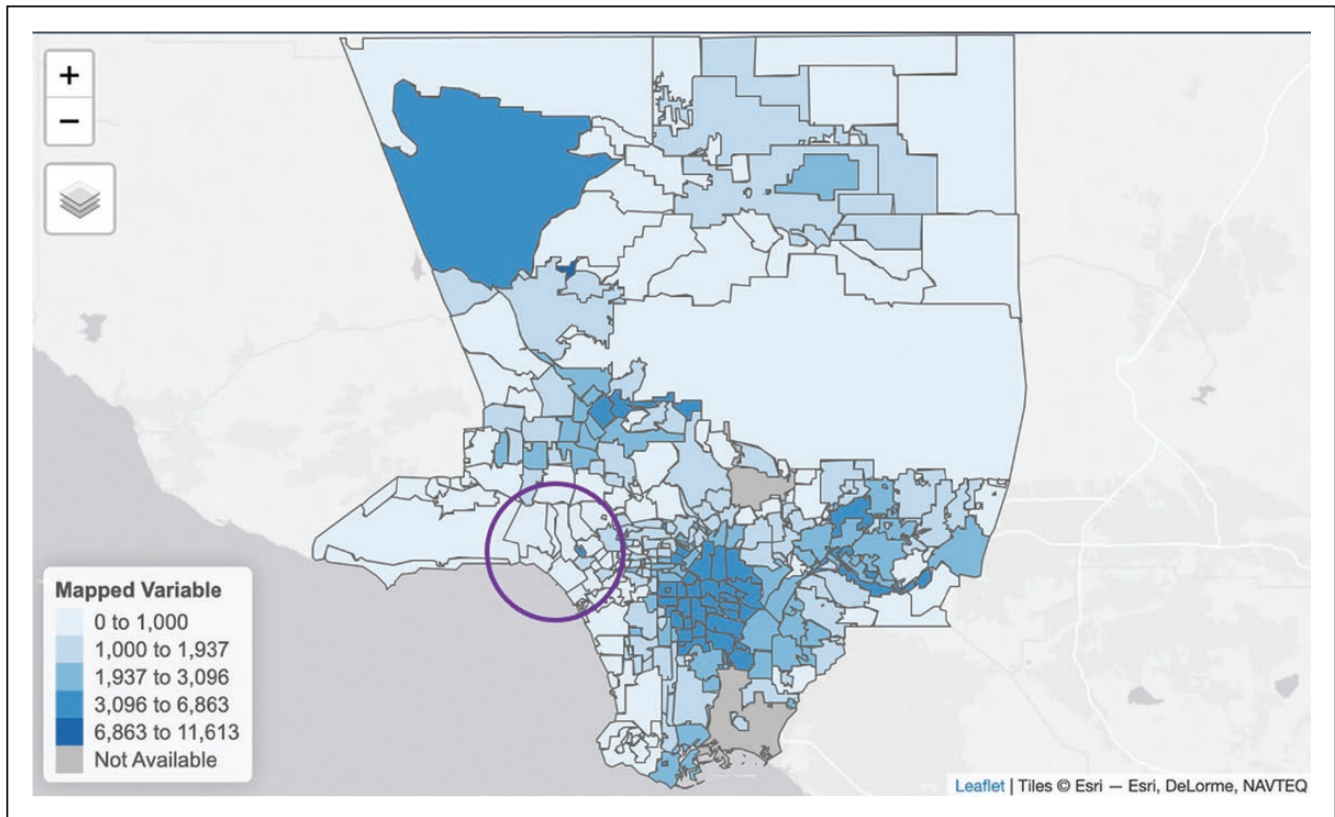 +
−
Mapped Variable
0 to 1,000
1,000 to 1,937
1,937 to 3,096
3,096 to 6,863
6,863 to 11,613
Not Available
Leaflet | Tiles © Esri — Esri, DeLorme, NAVTEQ